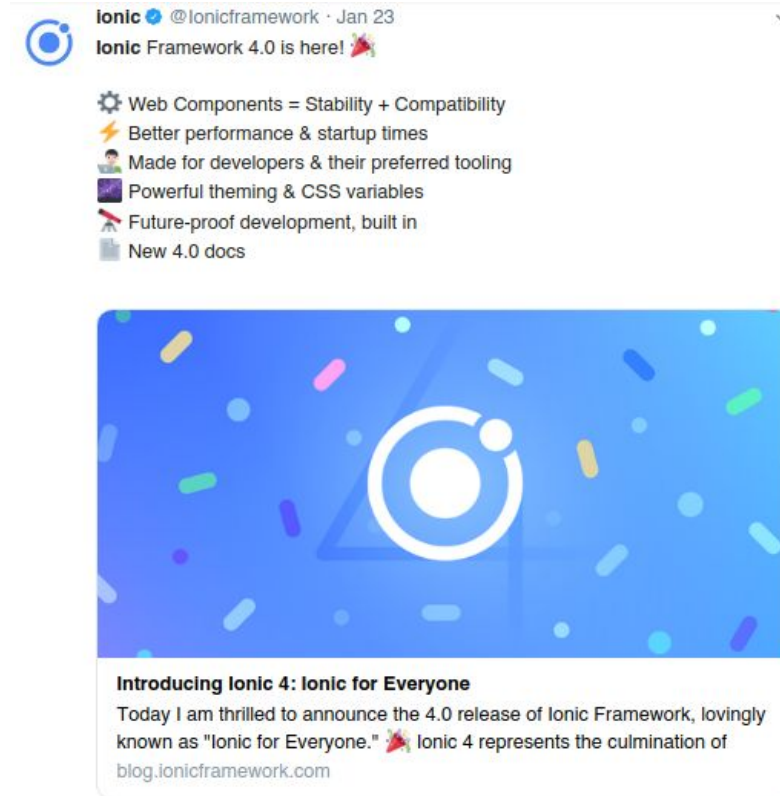 ionic @Ionicframework · Jan 23
Ionic Framework 4.0 is here! 🎉
⚙️ Web Components = Stability + Compatibility
⚡ Better performance & startup times
👨🏻‍💻 Made for developers & their preferred tooling
🌌 Powerful theming & CSS variables
🔭 Future-proof development, built in
📄 New 4.0 docs
4
Introducing Ionic 4: Ionic for Everyone
Today I am thrilled to announce the 4.0 release of Ionic Framework, lovingly
known as "Ionic for Everyone." 🎉 Ionic 4 represents the culmination of
blog.ionicframework.com